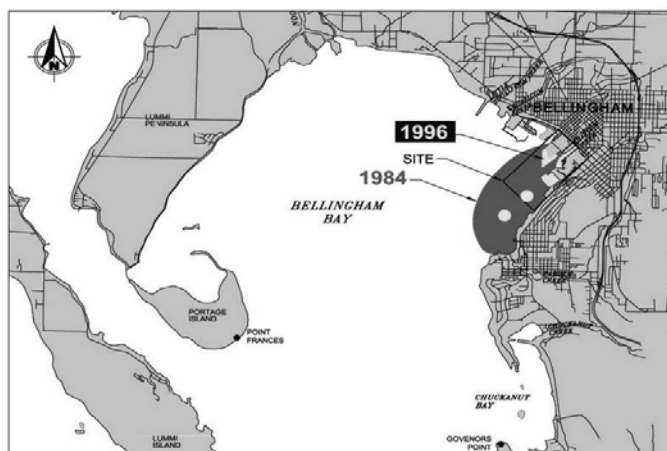 N
LUMMI
PENINSULA
BELLINGHAM
1996
SITE
1984
BELLINGHAM
BAY
PORTAGE
ISLAND
POINT
FRANCES
CHUCKANUT
BAY
GOVENORS
POINT
LUMMI
ISLAND